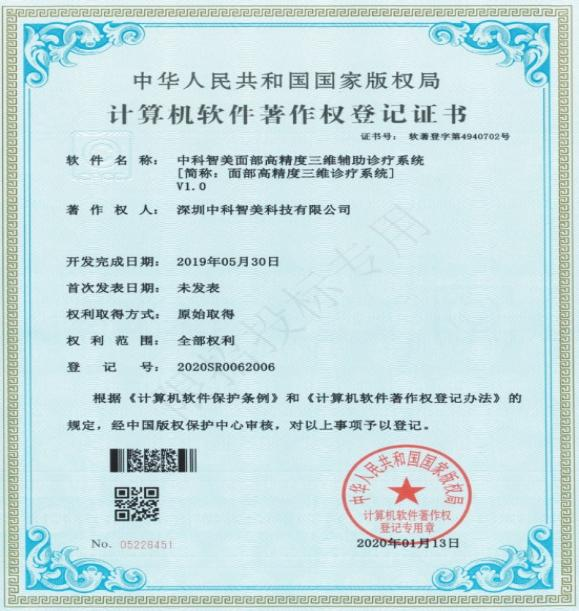 中华人民共和国国家版权局
计算机软件著作权登记证书
证书号： 软著登字第4940702号
软件名称： 中科智美面部高精度三维辅助诊疗系统
[简称：面部高精度三维诊疗系统]
V1.0
著作权人： 深圳中科智美科技有限公司
开发完成日期： 2019年05月30日
首次发表日期： 未发表
权利取得方式： 原始取得
权利范围： 全部权利
登记号： 2020SR0062006
根据《计算机软件保护条例》和《计算机软件著作权登记办法》的
规定，经中国版权保护中心审核，对以上事项予以登记。
中华人民共和国国家版权局
计算机软件著作权
登记专用章
No. 05228451
2020年01月13日